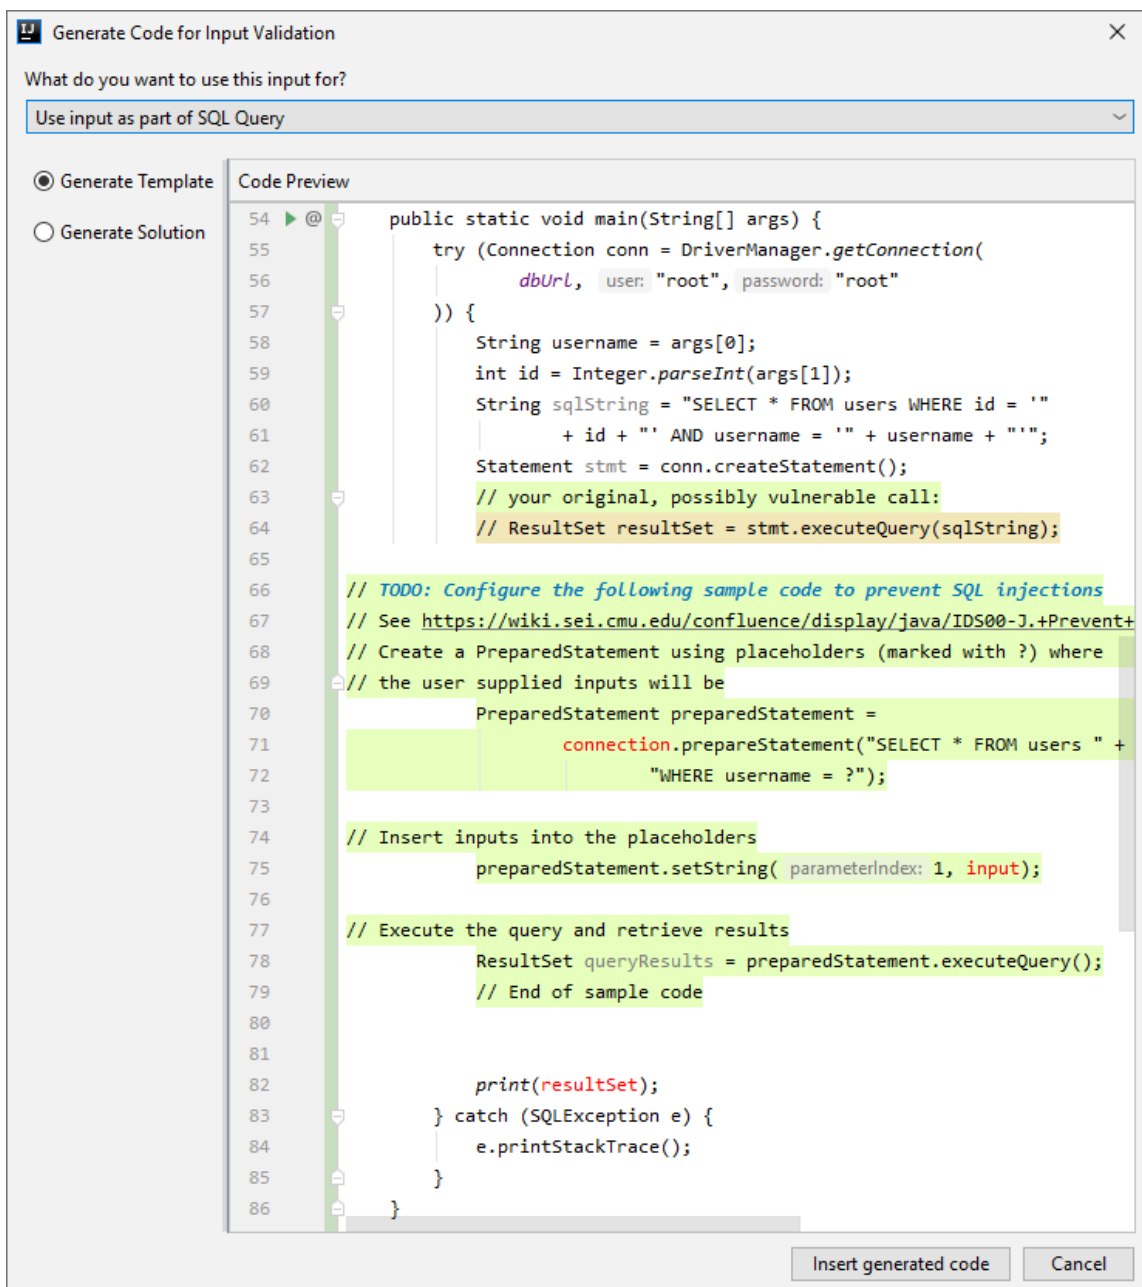 IJ
Generate Code for Input Validation
What do you want to use this input for?
Use input as part of SQL Query
Generate Template
Generate Solution
Code Preview
54 @ public static void main(String[] args) {
55 try (Connection conn = DriverManager.getConnection(
56 dbUrl, user: "root", password: "root"
57 )) {
58 String username = args[0];
59 int id = Integer.parseInt(args[1]);
60 String sqlString = "SELECT * FROM users WHERE id = '"
61 + id + "' AND username = '" + username + "'";
62 Statement stmt = conn.createStatement();
63 // your original, possibly vulnerable call:
64 // ResultSet resultSet = stmt.executeQuery(sqlString);
65
66 // TODO: Configure the following sample code to prevent SQL injections
67 // See https://wiki.sei.cmu.edu/confluence/display/java/IDS00-J.+Prevent+
68 // Create a PreparedStatement using placeholders (marked with ?) where
69 // the user supplied inputs will be
70 PreparedStatement preparedStatement =
71 connection.prepareStatement("SELECT * FROM users " +
72 "WHERE username = ?");
73
74 // Insert inputs into the placeholders
75 preparedStatement.setString( parameterIndex: 1, input);
76
77 // Execute the query and retrieve results
78 ResultSet queryResults = preparedStatement.executeQuery();
79 // End of sample code
80
81
82 print(resultSet);
83 } catch (SQLException e) {
84 e.printStackTrace();
85 }
86 }
Insert generated code
Cancel